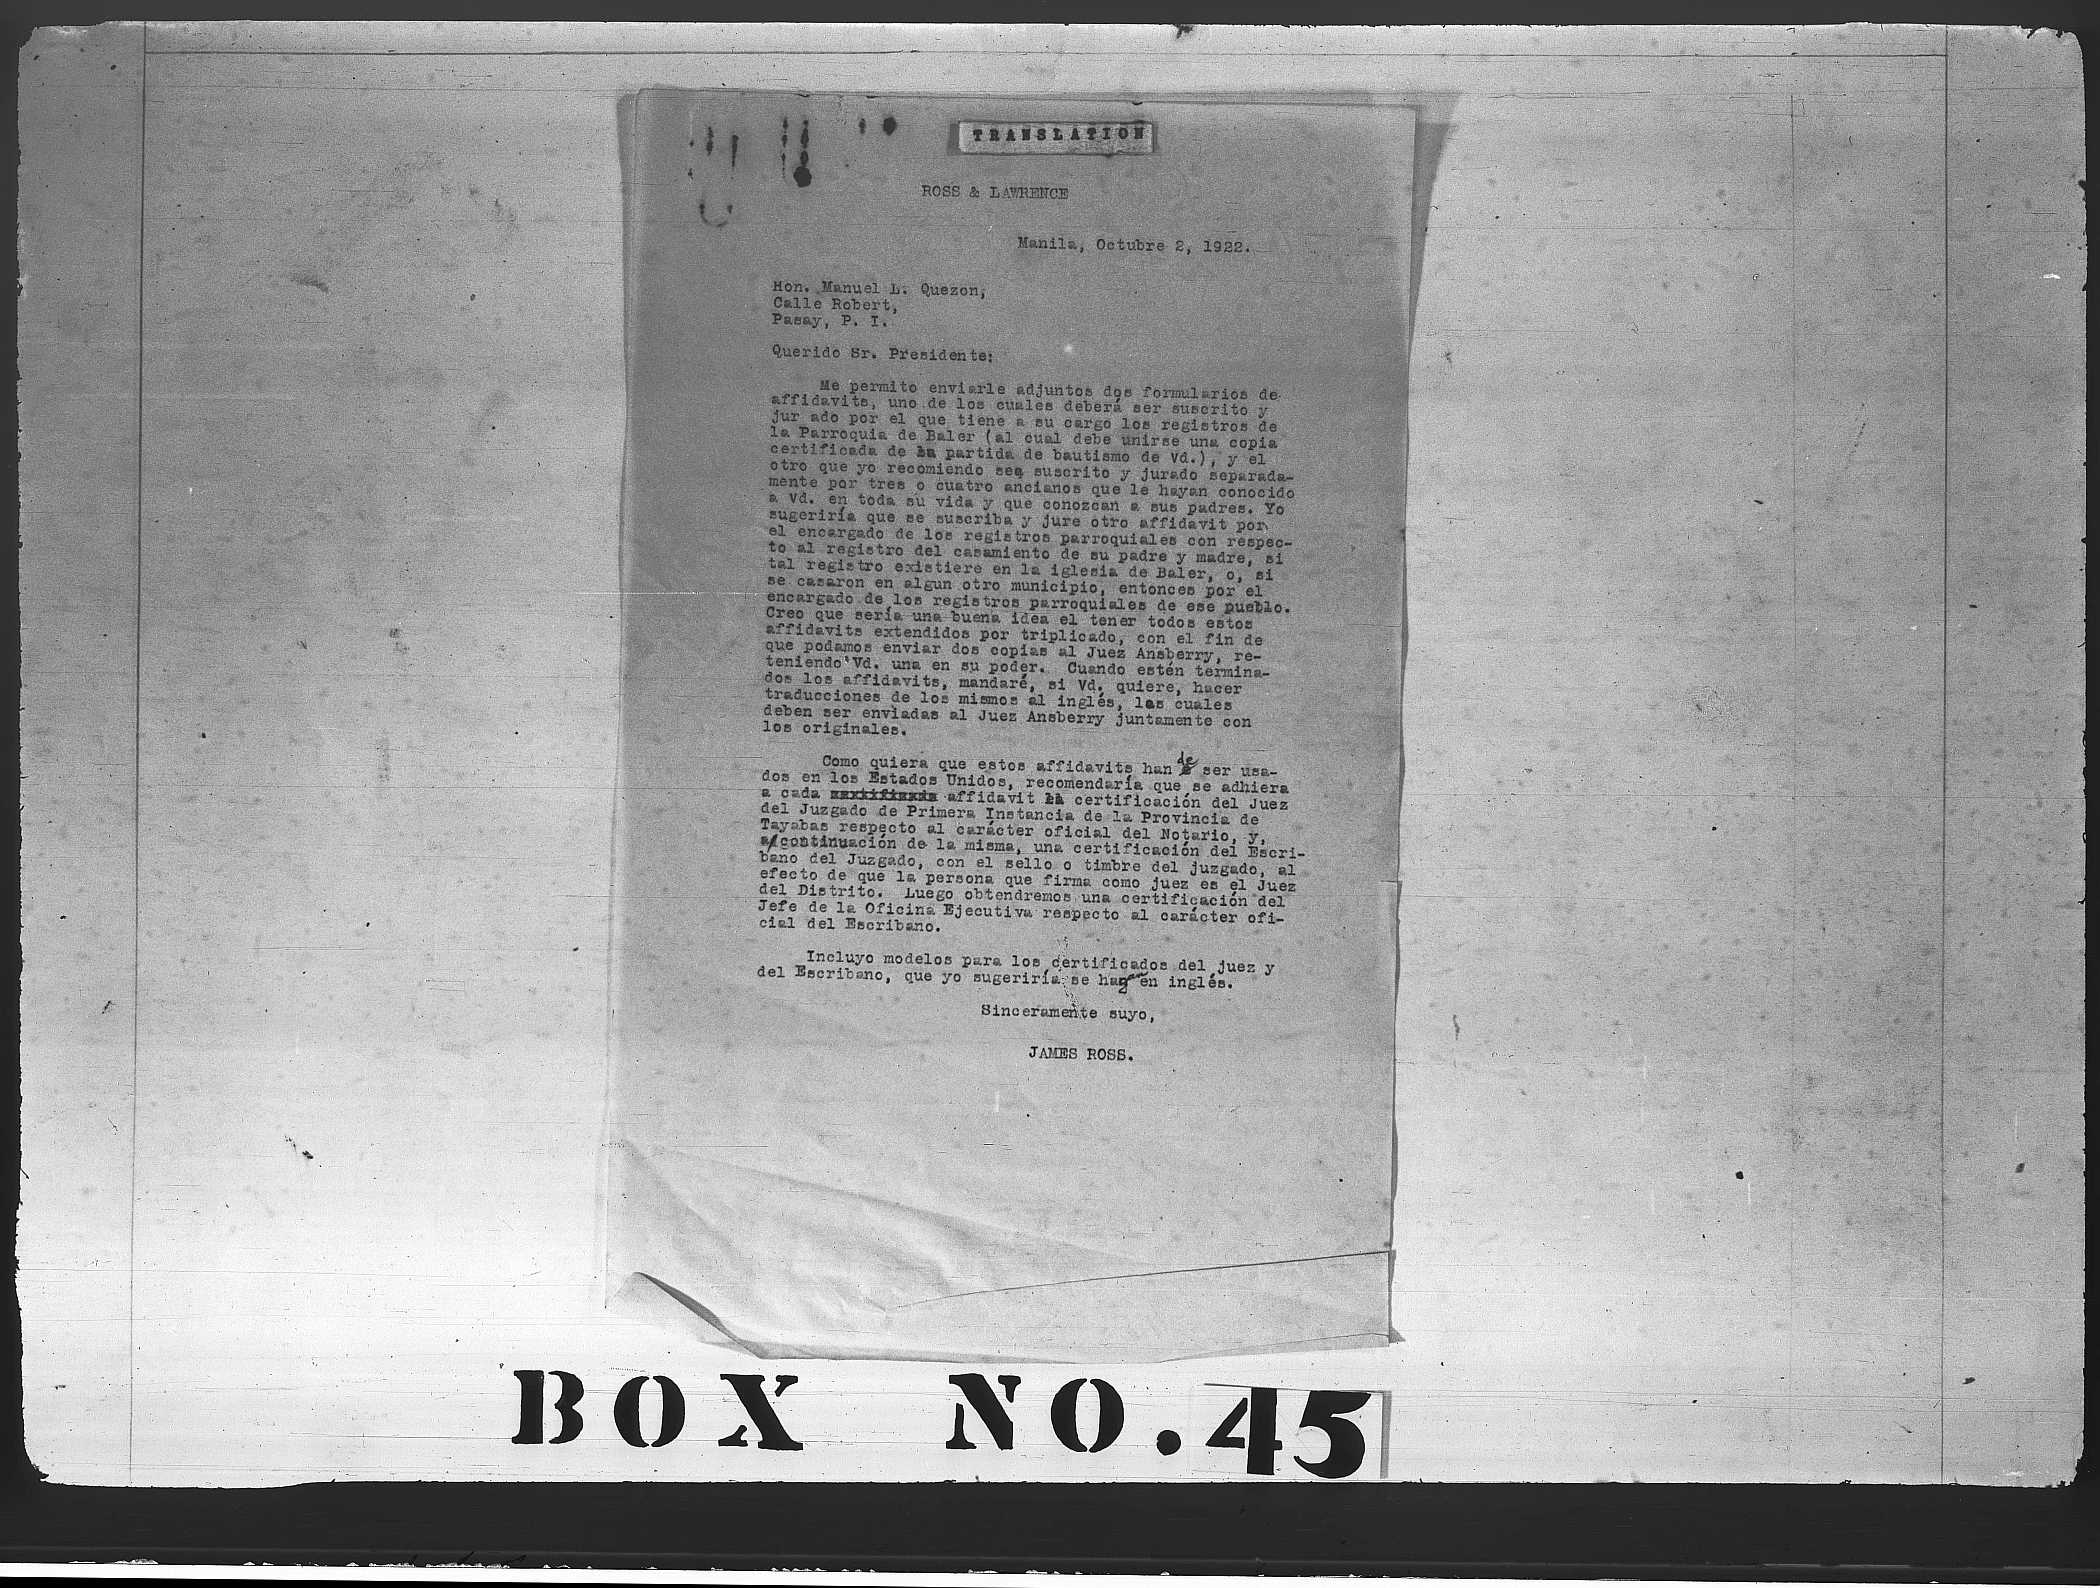 TRANSLATION
ROSS & LAWRENCE
Manila, Octubre 2, 1922.
Hon. Manuel L. Quezon,
Calle Robert,
Pasay, P. I.
Querido Sr. Presidente:
Me permito enviarle adjuntos dos formularios de
affidavits, uno de los cuales deberá ser suscrito y
jur ado por el que tiene a su cargo los registros de
la Parroquia de Baler (al cual debe unirse una copia
certificada de la partida de bautismo de Vd.), y el
otro que yo recomiendo sea suscrito y jurado separada-
mente por tres o cuatro ancianos que le hayan conocido
a Vd. en toda su vida y que conozcan a sus padres. Yo
sugeriría que se suscriba y jure otro affidavit por
el encargado de los registros parroquiales con respec-
to al registro del casamiento de su padre y madre, si
tal registro existiere en la iglesia de Baler, o, si
se casaron en algun otro municipio, entonces por el
encargado de los registros parroquiales de ese pueblo.
Creo que sería una buena idea el tener todos estos
affidavits extendidos por triplicado, con el fin de
que podamos enviar dos copias al Juez Ansberry, re-
teniendo Vd. una en su poder. Cuando estén termina-
dos los affidavits, mandaré, si Vd. quiere, hacer
traducciones de los mismos al inglés, las cuales
deben ser enviadas al Juez Ansberry juntamente con
los originales.
Como quiera que estos affidavits han de ser usa-
dos en los Estados Unidos, recomendaría que se adhiera
a cada affidavit la certificación del Juez
del Juzgado de Primera Instancia de la Provincia de
Tayabas respecto al carácter oficial del Notario, y,
a/continuación de la misma, una certificación del Escri-
bano del Juzgado, con el sello o timbre del juzgado, al
efecto de que la persona que firma como juez es el Juez
del Distrito. Luego obtendremos una certificación del
Jefe de la Oficina Ejecutiva respecto al carácter ofi-
cial del Escribano.
Incluyo modelos para los certificados del juez y
del Escribano, que yo sugeriría se hagan en inglés.
Sinceramente suyo,
JAMES ROSS.
BOX NO. 45